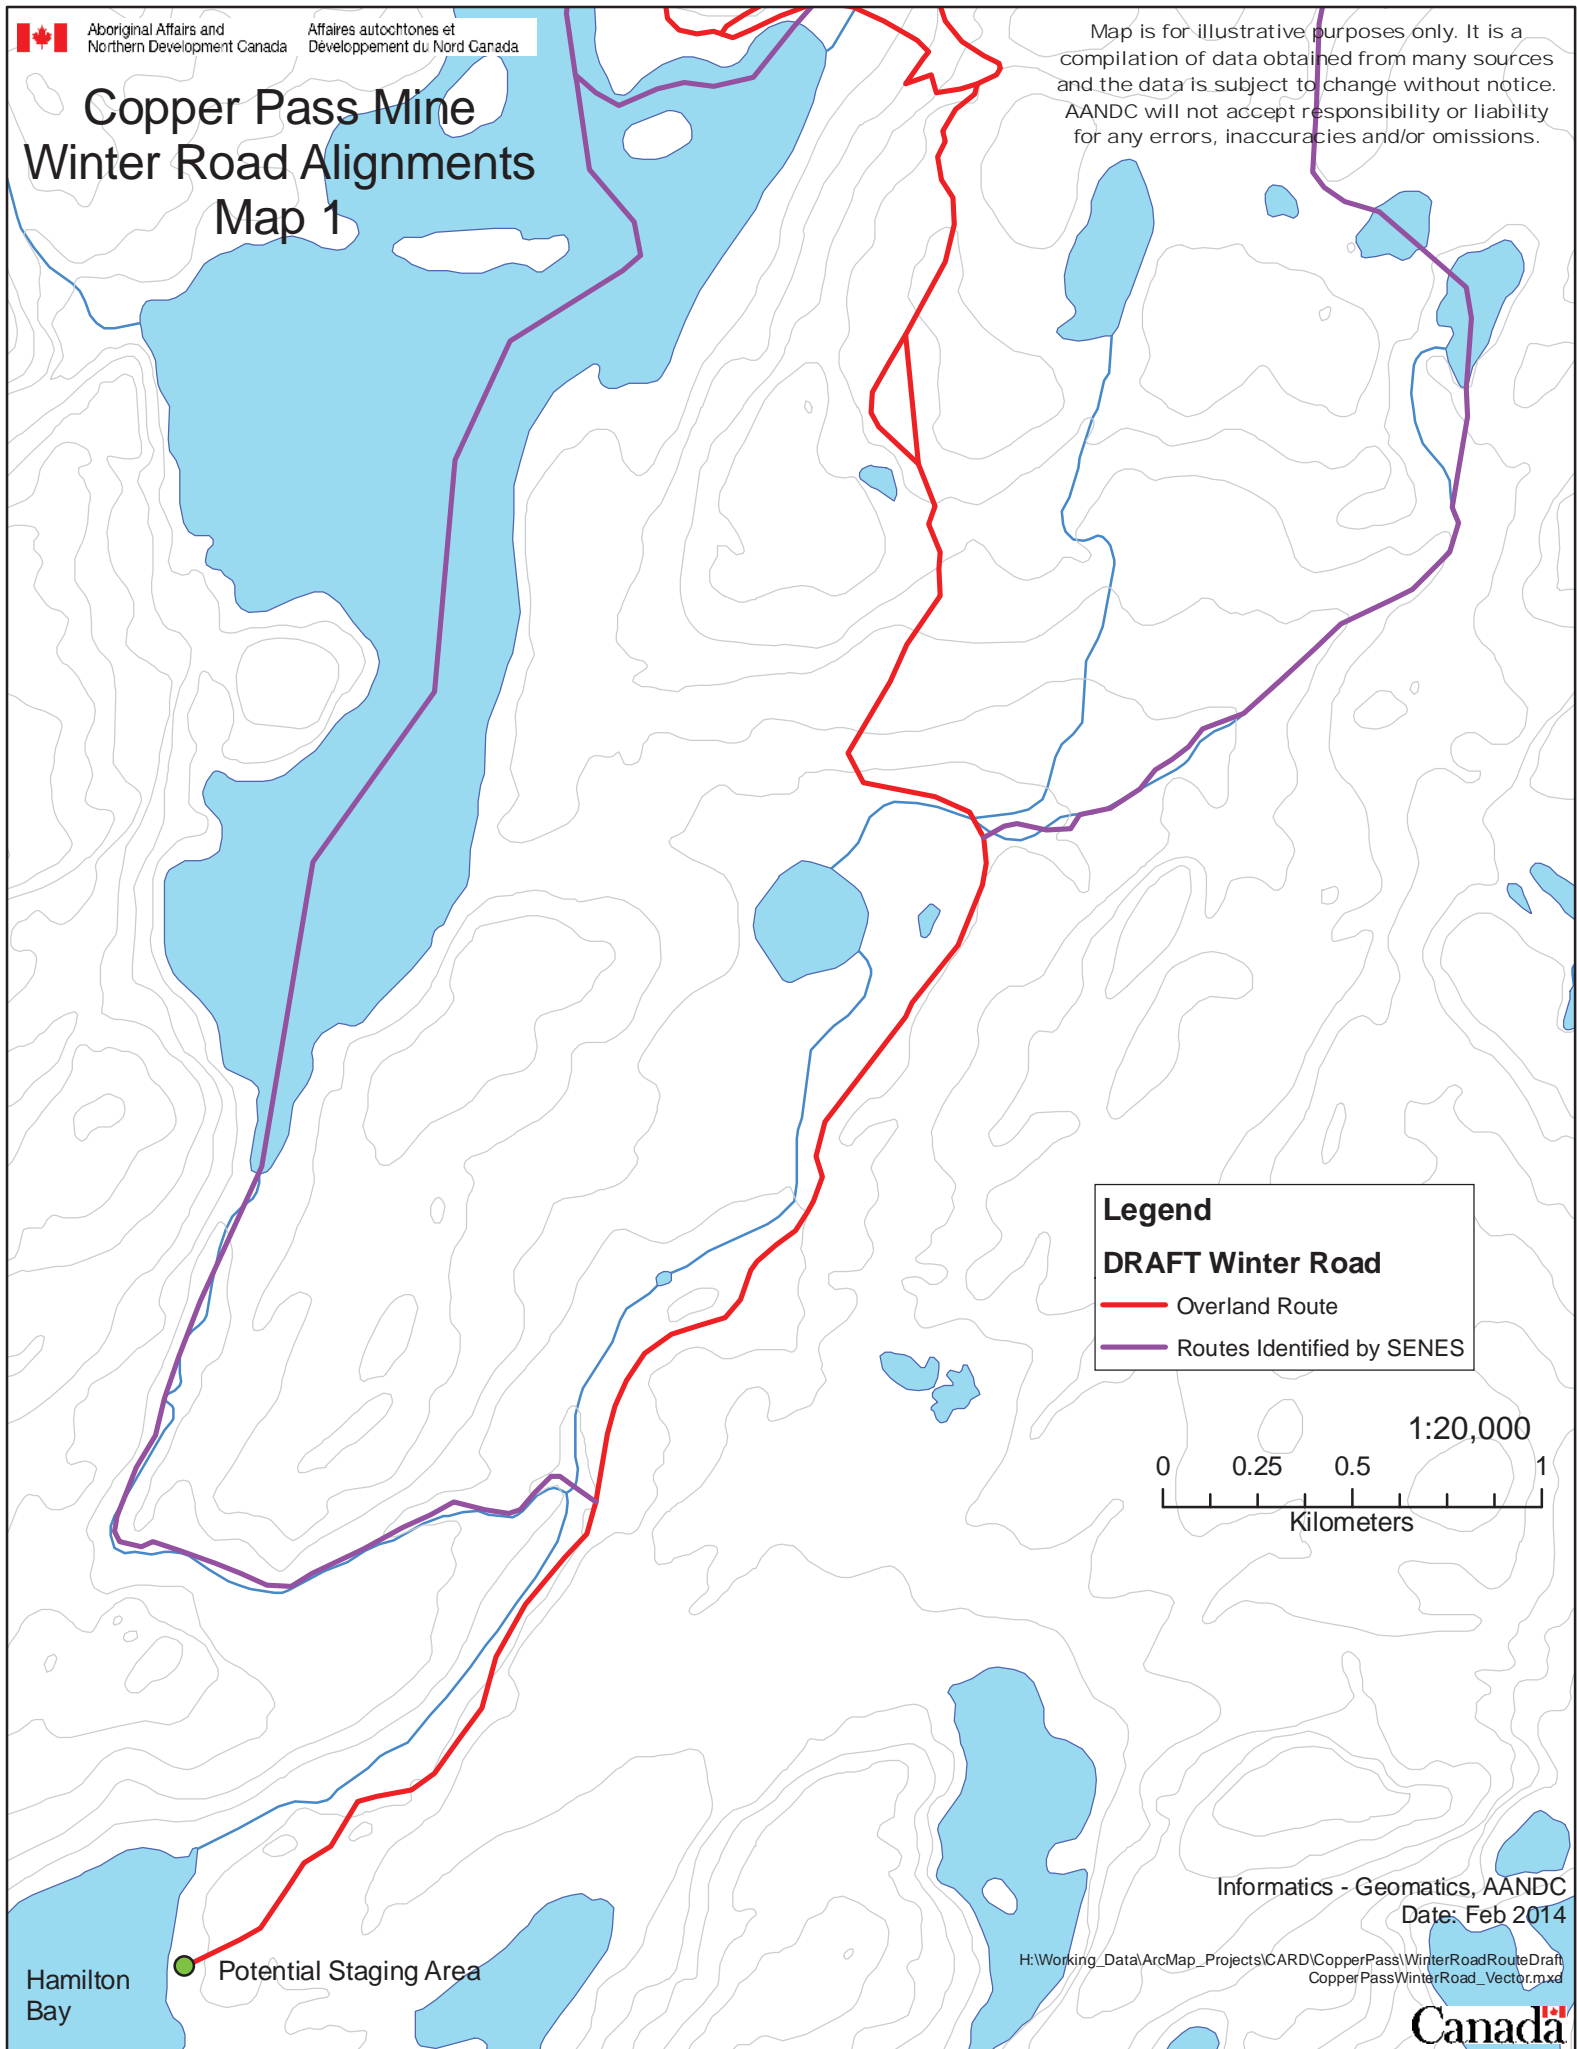 Aboriginal Affairs and
Northern Development Canada
Affaires autochtones et
Développement du Nord Canada
Copper Pass Mine
Winter Road Alignments
Map 1
Map is for illustrative purposes only. It is a
compilation of data obtained from many sources
and the data is subject to change without notice.
AANDC will not accept responsibility or liability
for any errors, inaccuracies and/or omissions.
Legend
DRAFT Winter Road
Overland Route
Routes Identified by SENES
1:20,000
0 0.25 0.5 1
Kilometers
Informatics - Geomatics, AANDC
Date: Feb 2014
H:\Working_Data\ArcMap_Projects\CARD\CopperPass\WinterRoadRouteDraft
CopperPassWinterRoad_Vector.mxd
Potential Staging Area
Hamilton
Bay
Canada